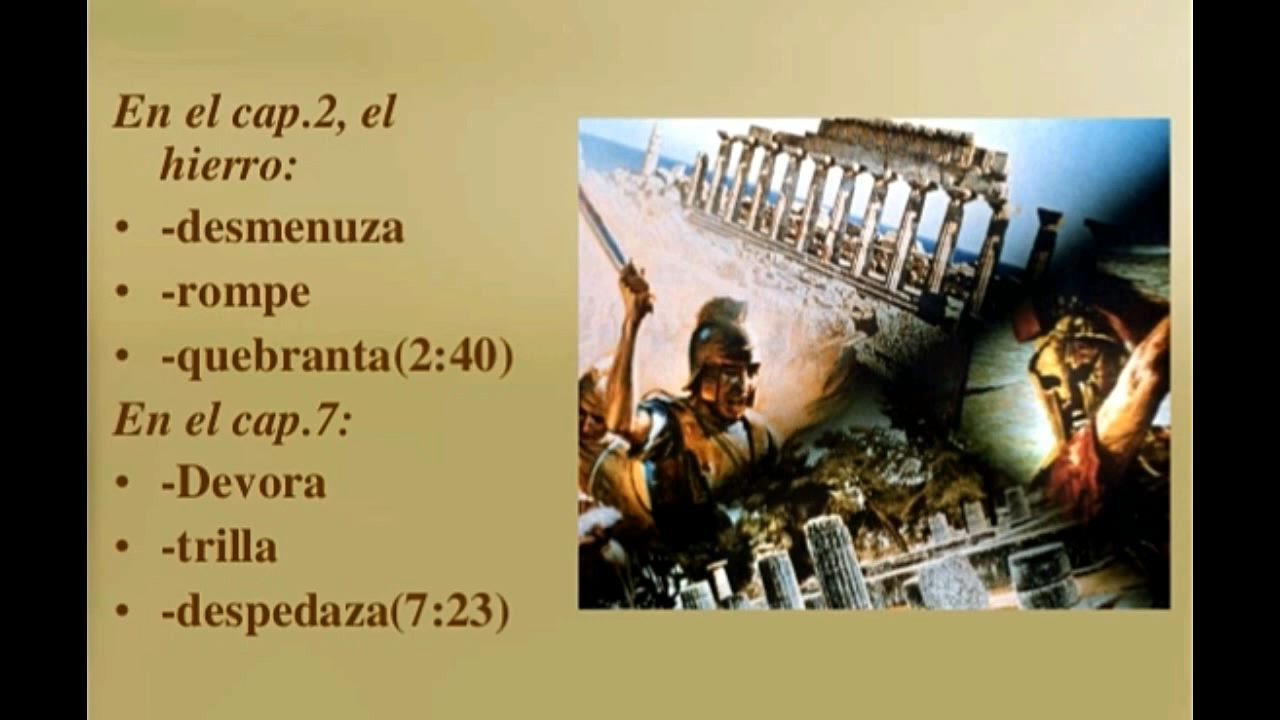 En el cap.2, el
hierro:
• -desmenuza
• -rompe
• -quebranta(2:40)
En el cap.7:
• -Devora
• -trilla
• -despedaza(7:23)